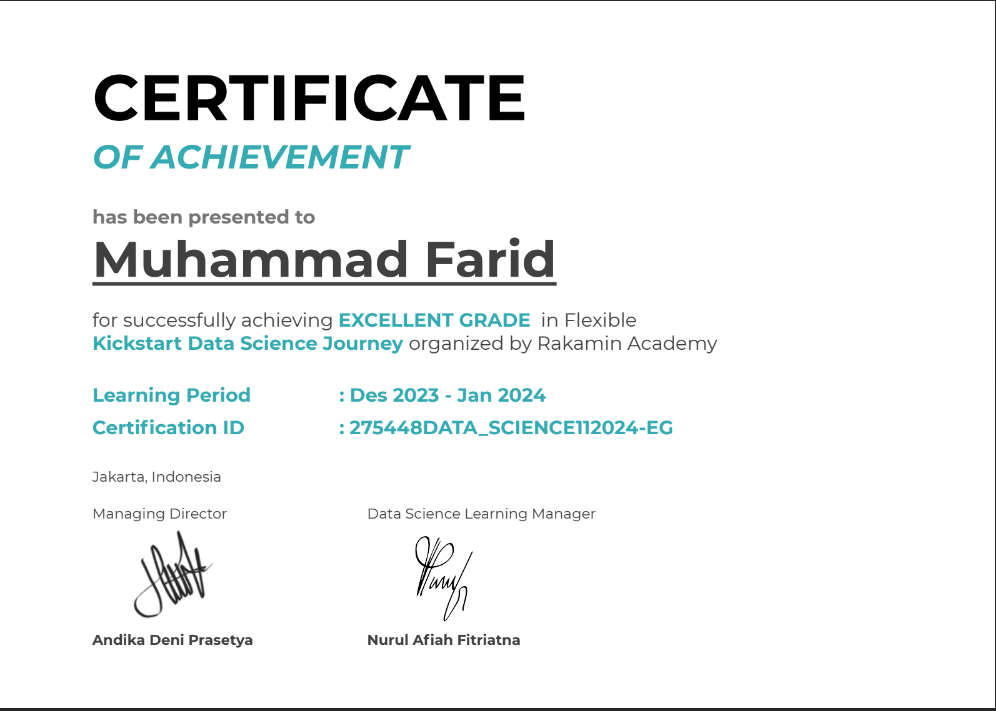 CERTIFICATE
OF ACHIEVEMENT
has been presented to
Muhammad Farid
for successfully achieving EXCELLENT GRADE in Flexible
Kickstart Data Science Journey organized by Rakamin Academy
Learning Period : Des 2023 - Jan 2024
Certification ID : 275448DATA_SCIENCE112024-EG
Jakarta, Indonesia
Managing Director Data Science Learning Manager
Andika Deni Prasetya Nurul Afiah Fitriatna